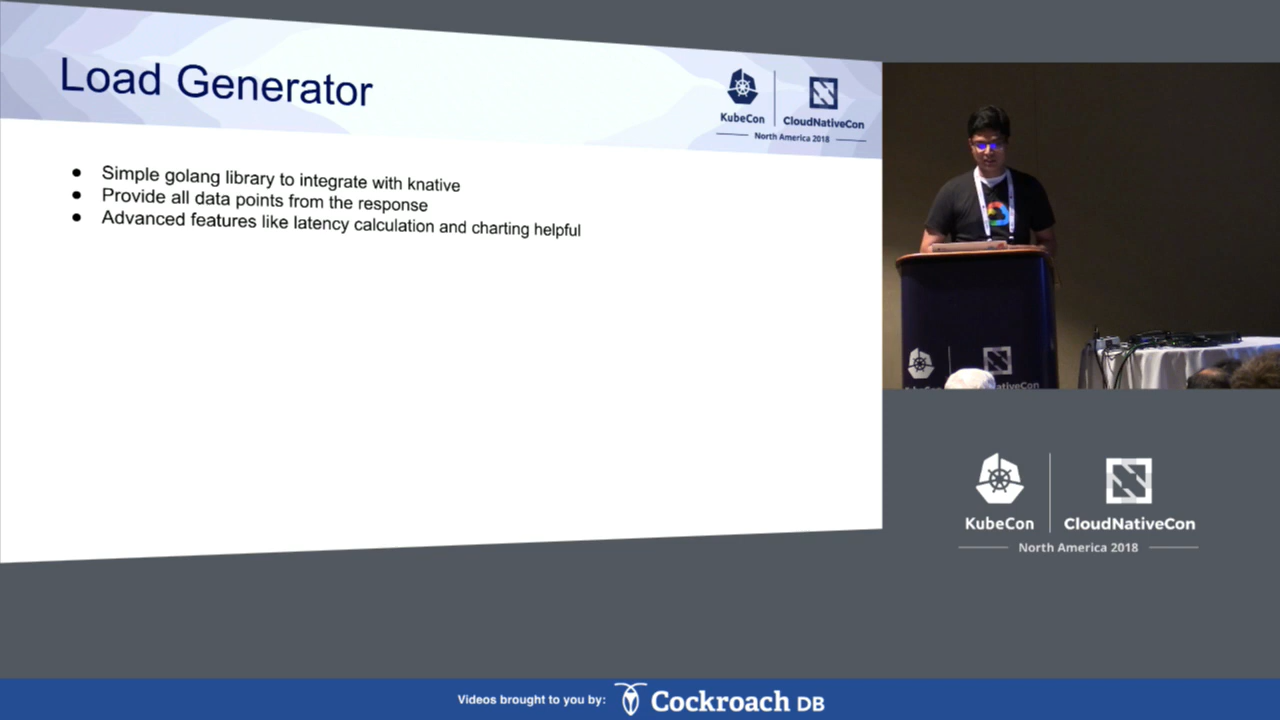 Load Generator
KubeCon
CloudNativeCon
North America 2018
● Simple golang library to integrate with knative
● Provide all data points from the response
● Advanced features like latency calculation and charting helpful
KubeCon
CloudNativeCon
North America 2018
Videos brought to you by:
Cockroach DB